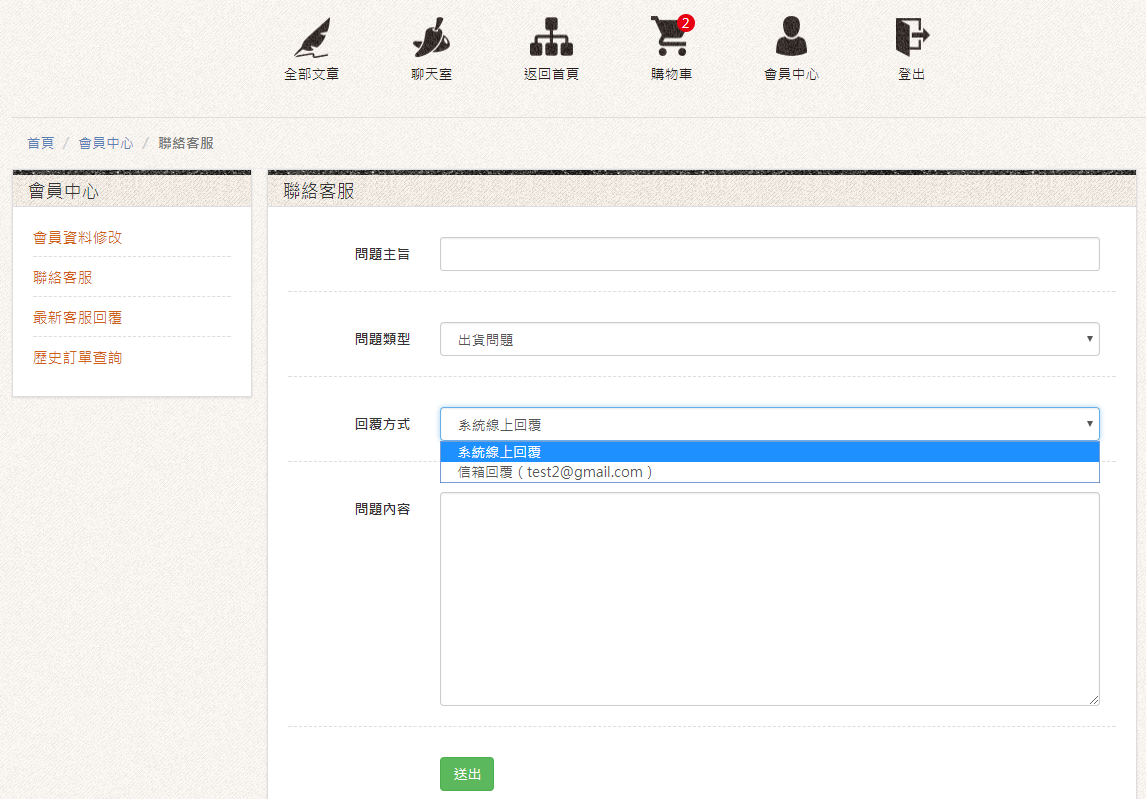 2
全部文章 聊天室 返回首頁 購物車 會員中心 登出
首頁 / 會員中心 / 聯絡客服
會員中心
會員資料修改
聯絡客服
最新客服回覆
歷史訂單查詢
聯絡客服
問題主旨
問題類型 出貨問題
回覆方式 系統線上回覆
系統線上回覆
信箱回覆 ( test2@gmail.com )
問題內容
送出